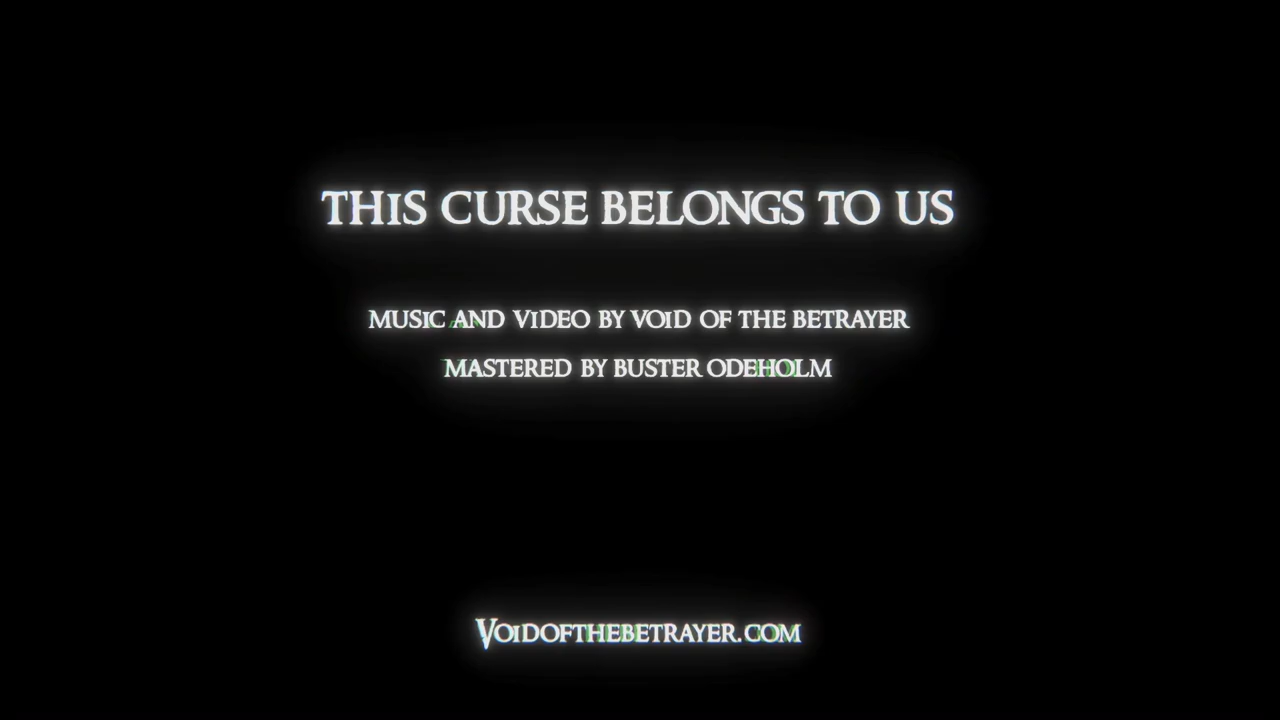 THIS CURSE BELONGS TO US
MUSIC AND VIDEO BY VOID OF THE BETRAYER
MASTERED BY BUSTER ODEHOLM
VOIDOFTHEBETRAYER.COM